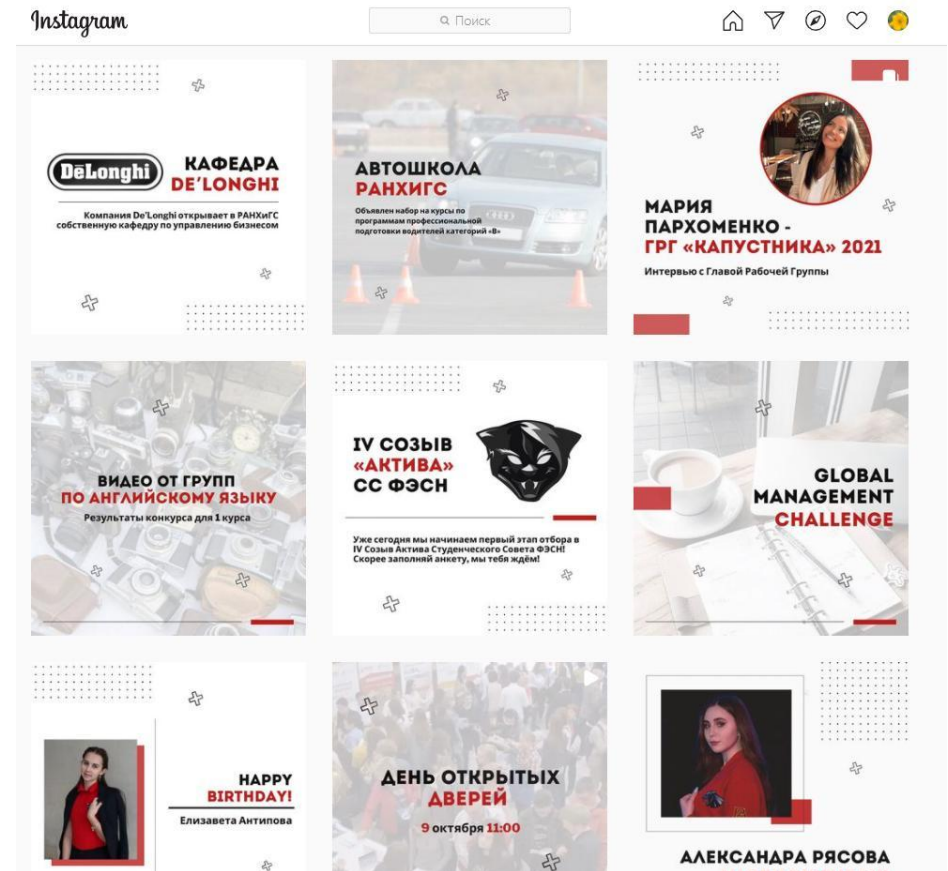 Instagram
Поиск
DēLonghi
КАФЕДРА
DE'LONGHI
Компания De'Longhi открывает в РАНХиГС
собственную кафедру по управлению бизнесом
АВТОШКОЛА
РАНХИГС
Объявлен набор на курсы по
программам профессиональной
подготовки водителей категорий «В»
МАРИЯ
ПАРХОМЕНКО -
ГРГ «КАПУСТНИКА» 2021
Интервью с Главой Рабочей Группы
ВИДЕО ОТ ГРУПП
ПО АНГЛИЙСКОМУ ЯЗЫКУ
Результаты конкурса для 1 курса
IV СОЗЫВ
«АКТИВА»
СС ФЭСН
Уже сегодня мы начинаем первый этап отбора в
IV Созыв Актива Студенческого Совета ФЭСН!
Скорее заполняй анкету, мы тебя ждём!
GLOBAL
MANAGEMENT
CHALLENGE
HAPPY
BIRTHDAY!
Елизавета Антипова
ДЕНЬ ОТКРЫТЫХ
ДВЕРЕЙ
9 октября 11:00
АЛЕКСАНДРА РЯСОВА